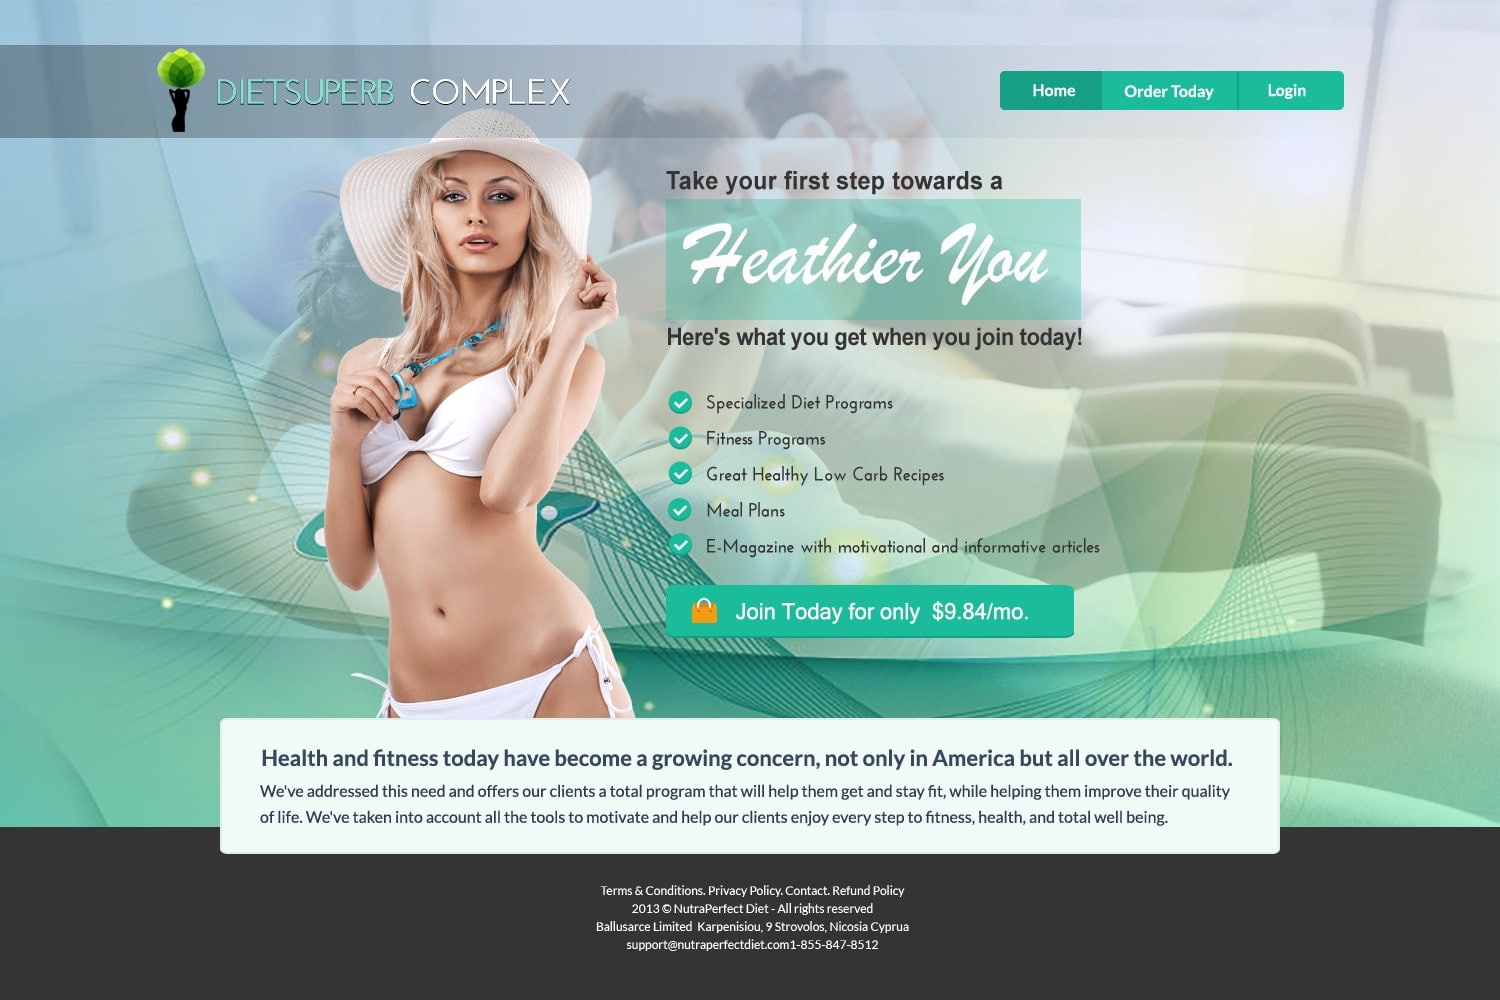 DIETSUPERB COMPLEX
Home
Order Today
Login
Take your first step towards a
Heathier You
Here's what you get when you join today!
Specialized Diet Programs
Fitness Programs
Great Healthy Low Carb Recipes
Meal Plans
E-Magazine with motivational and informative articles
Join Today for only $9.84/mo.
Health and fitness today have become a growing concern, not only in America but all over the world.
We've addressed this need and offers our clients a total program that will help them get and stay fit, while helping them improve their quality
of life. We've taken into account all the tools to motivate and help our clients enjoy every step to fitness, health, and total well being.
Terms & Conditions. Privacy Policy. Contact. Refund Policy
2013 © NutraPerfect Diet - All rights reserved
Ballusarce Limited Karpenisiou, 9 Strovolos, Nicosia Cyprua
support@nutraperfectdiet.com1-855-847-8512